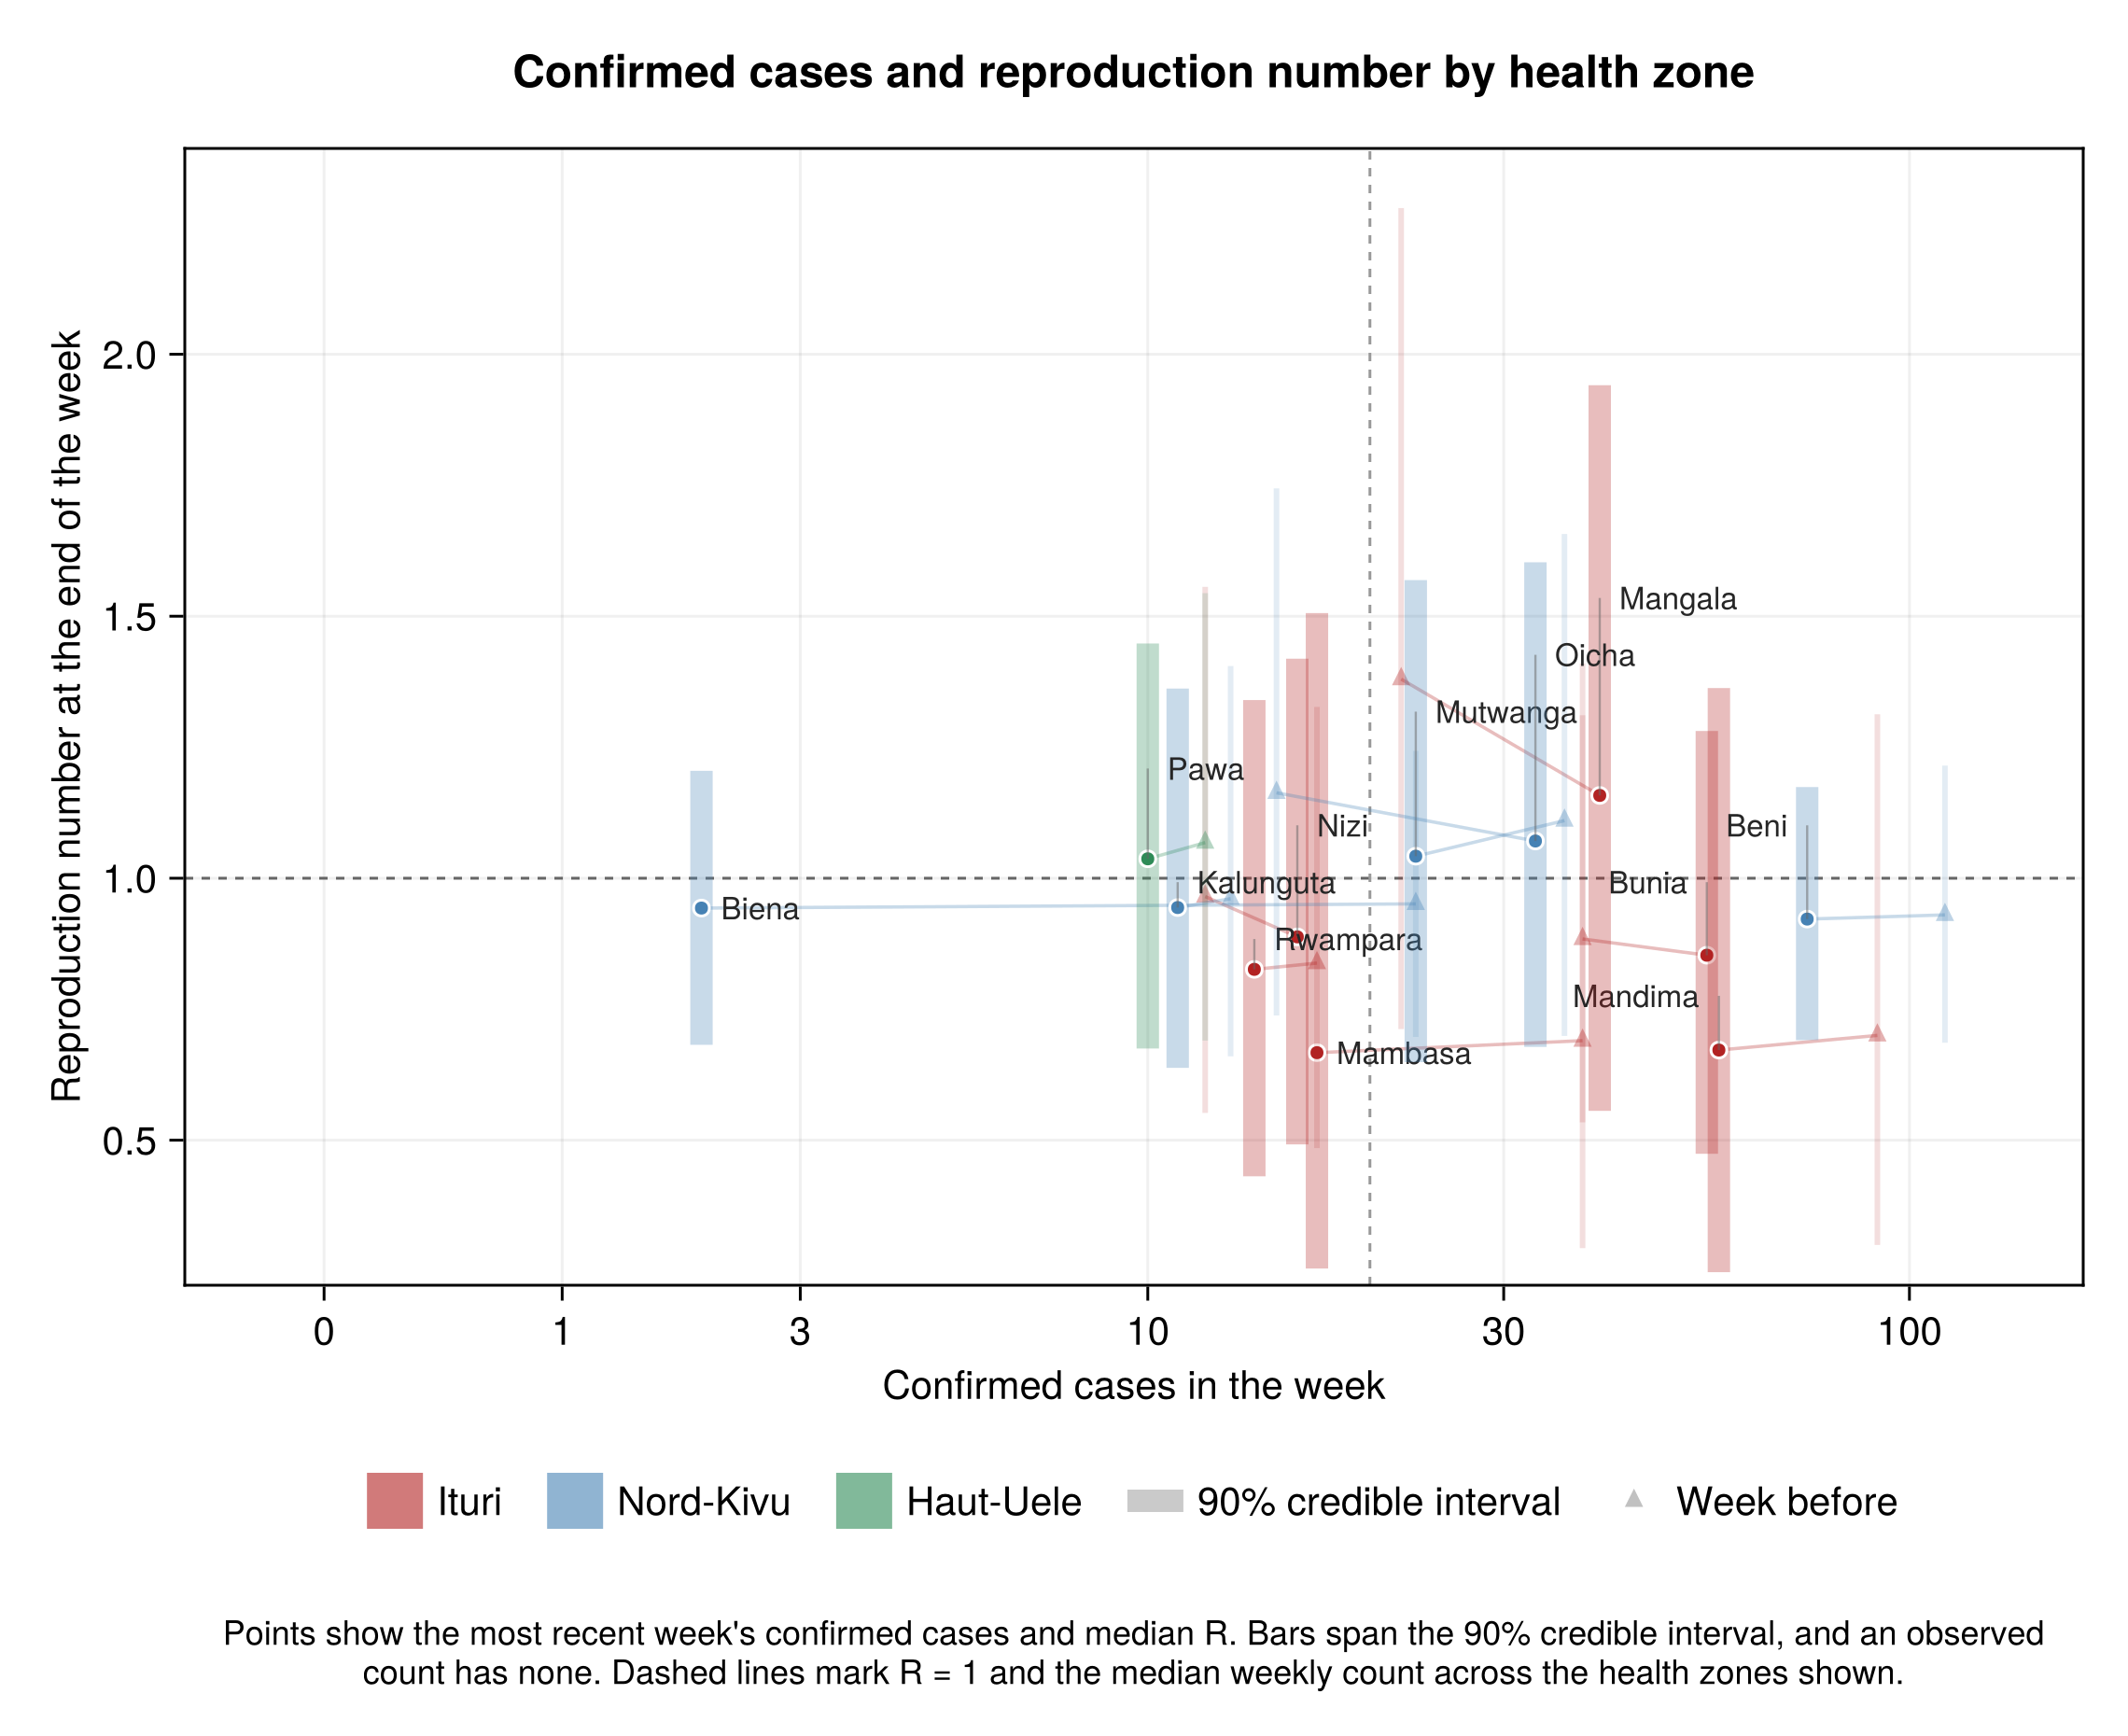 Confirmed cases and reproduction number by health zone
Reproduction number at the end of the week
2.0
1.5
1.0
0.5
Mangala
Oicha
Mutwanga
Pawa
Nizi
Beni
Kalunguta
Bunia
Biena
Rwampara
Mandima
Mambasa
0 1 3 10 30 100
Confirmed cases in the week
Ituri Nord-Kivu Haut-Uele 90% credible interval Week before
Points show the most recent week's confirmed cases and median R. Bars span the 90% credible interval, and an observed
count has none. Dashed lines mark R = 1 and the median weekly count across the health zones shown.